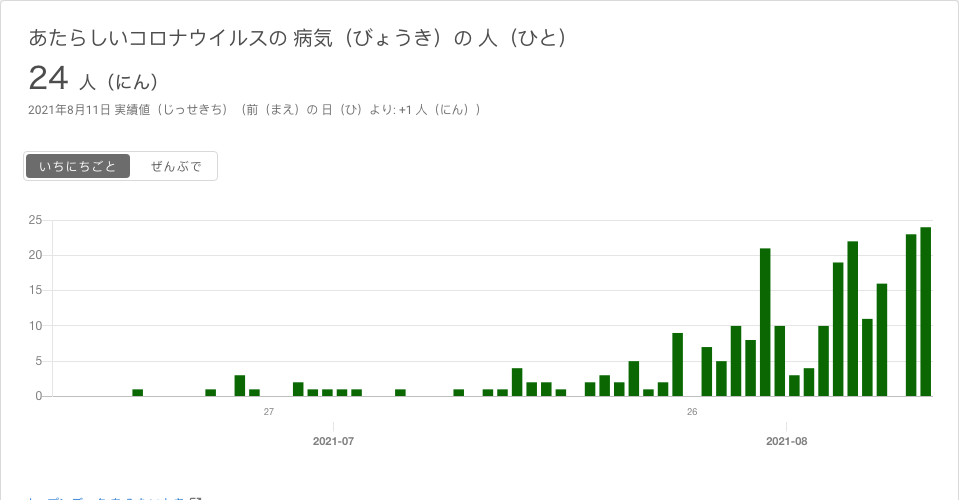 あたらしいコロナウイルスの 病気（びょうき）の 人（ひと）
24 人（にん）
2021年8月11日 実績値（じっせきち）（前（まえ）の 日（ひ）より: +1 人（にん））
いちにちごと ぜんぶで
25
20
15
10
5
0
27 26
2021-07 2021-08